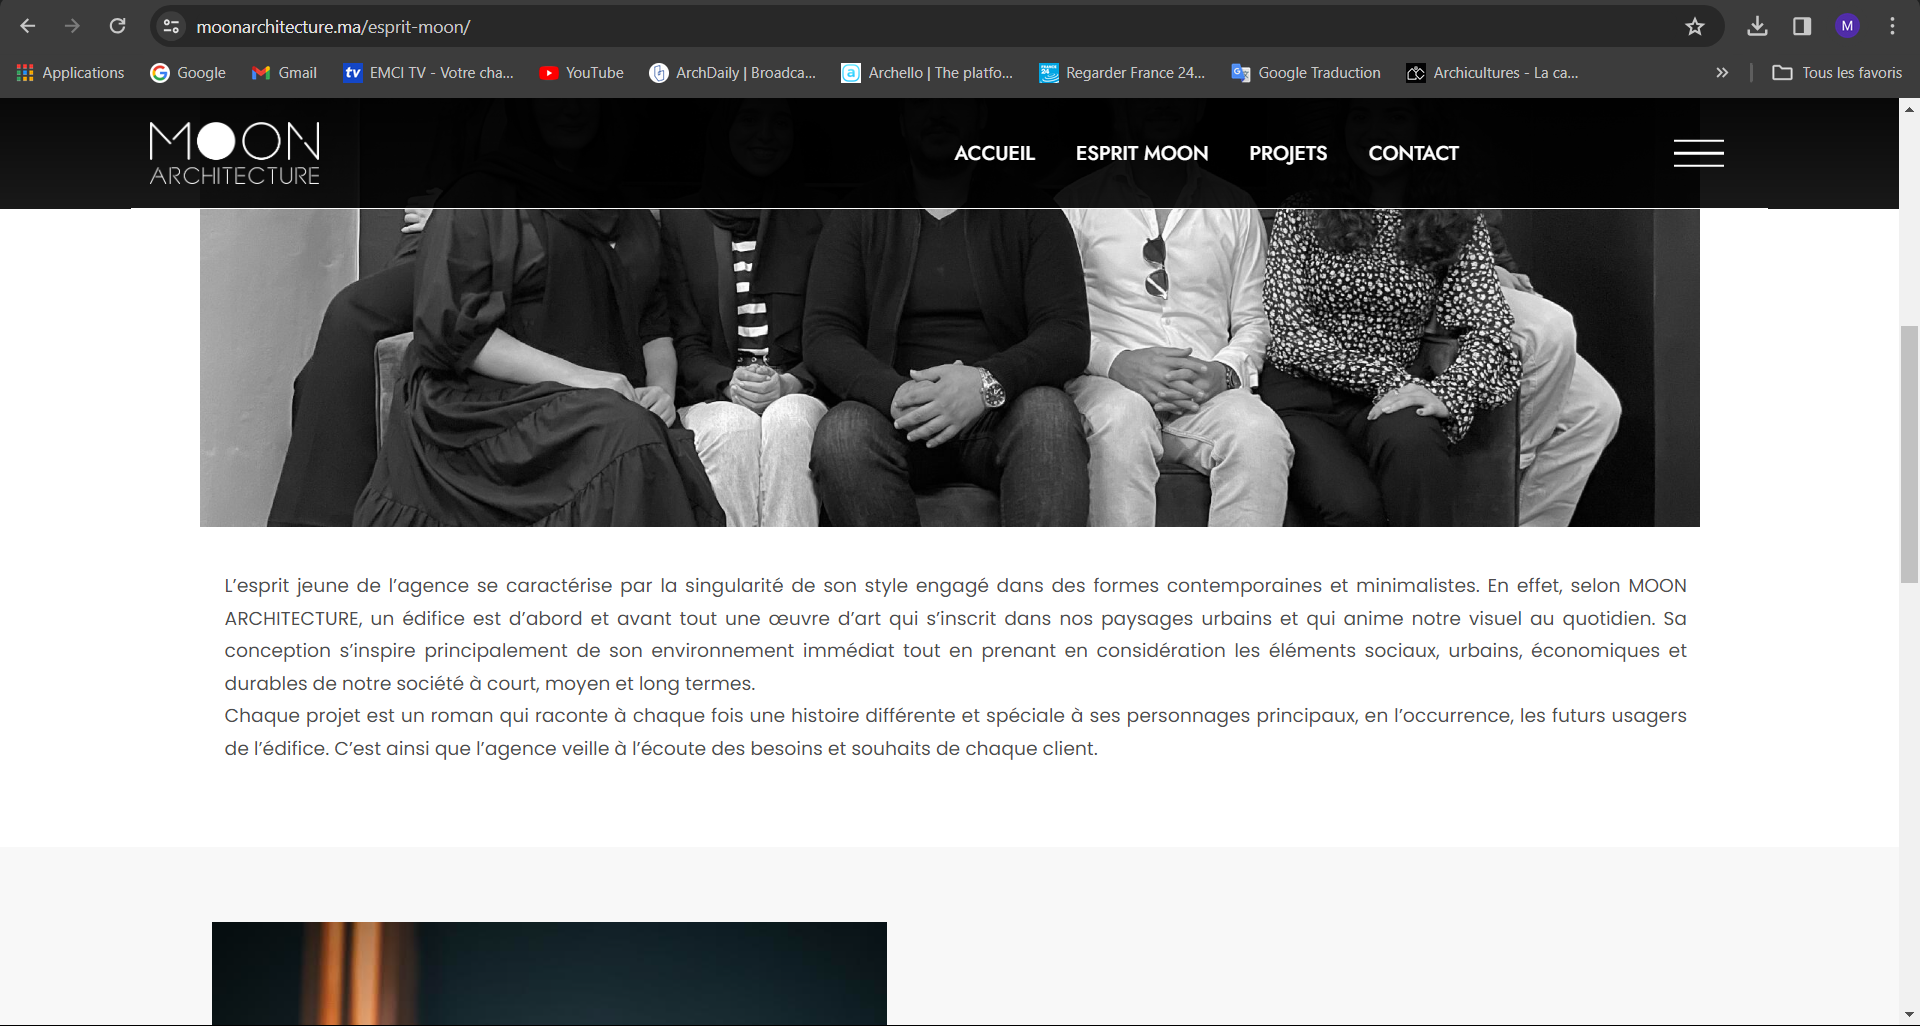 moonarchitecture.ma/esprit-moon/
M
Applications
Google
Gmail
tv EMCI TV - Votre cha...
YouTube
ArchDaily | Broadca...
a Archello | The platfo...
FRANCE 24 Regarder France 24...
Google Traduction
Archicultures - La ca...
Tous les favoris
MOON
ARCHITECTURE
ACCUEIL
ESPRIT MOON
PROJETS
CONTACT
L’esprit jeune de l’agence se caractérise par la singularité de son style engagé dans des formes contemporaines et minimalistes. En effet, selon MOON
ARCHITECTURE, un édifice est d’abord et avant tout une œuvre d’art qui s’inscrit dans nos paysages urbains et qui anime notre visuel au quotidien. Sa
conception s’inspire principalement de son environnement immédiat tout en prenant en considération les éléments sociaux, urbains, économiques et
durables de notre société à court, moyen et long termes.
Chaque projet est un roman qui raconte à chaque fois une histoire différente et spéciale à ses personnages principaux, en l’occurrence, les futurs usagers
de l’édifice. C’est ainsi que l’agence veille à l’écoute des besoins et souhaits de chaque client.